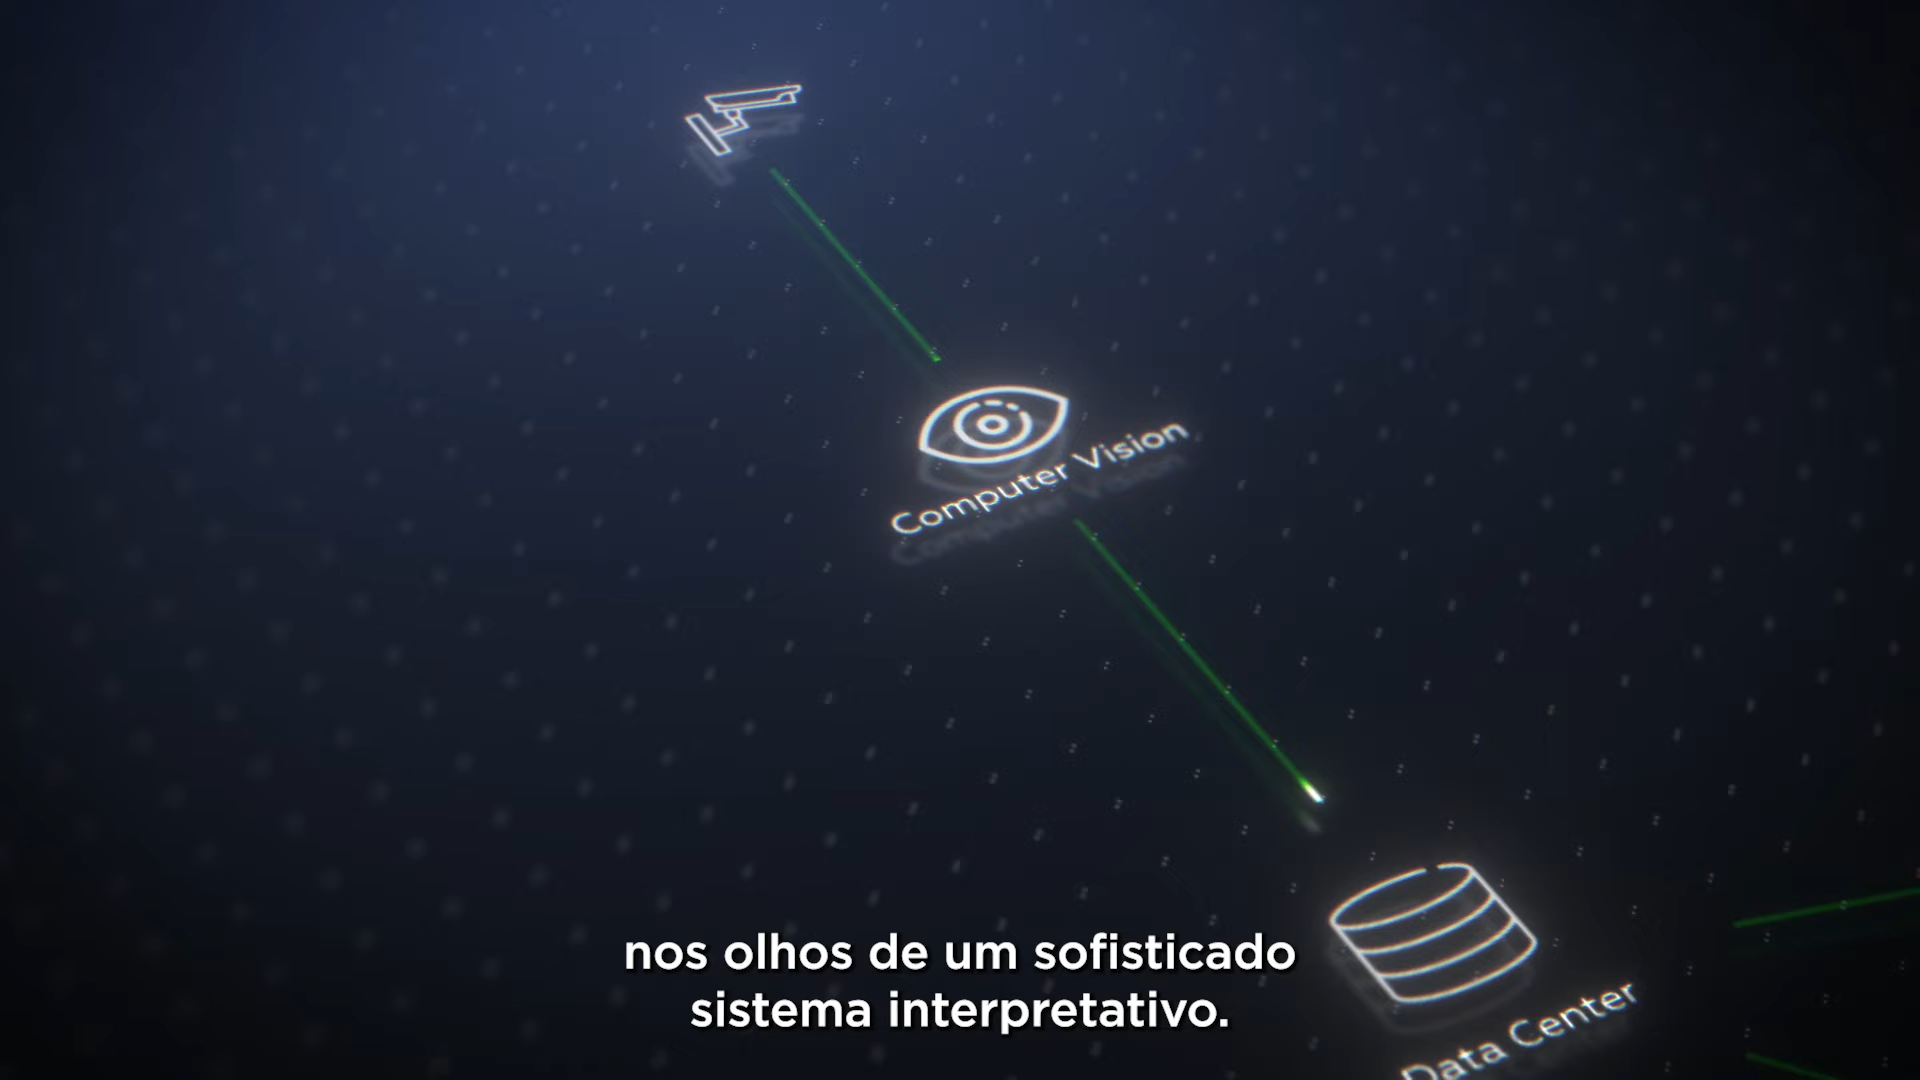 Computer Vision
Data Center
nos olhos de um sofisticado
sistema interpretativo.